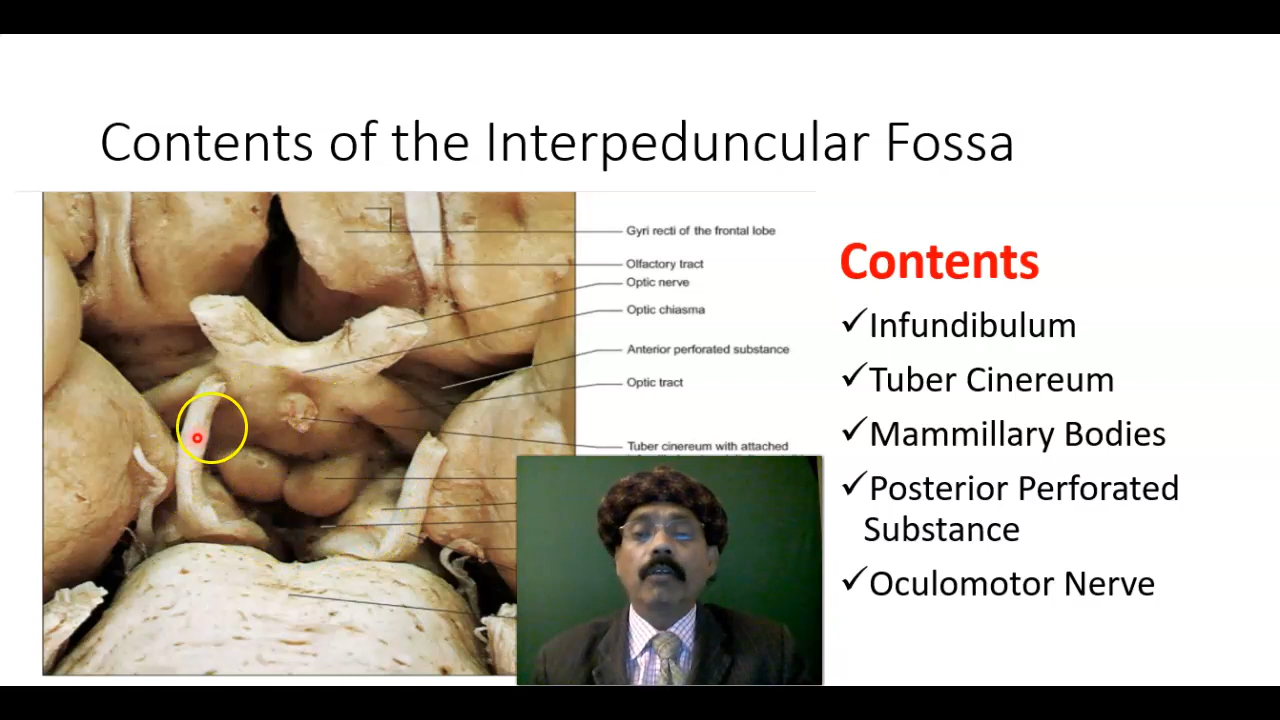 Contents of the Interpeduncular Fossa
Gyri recti of the frontal lobe
Olfactory tract
Optic nerve
Optic chiasma
Anterior perforated substance
Optic tract
Tuber cinereum with attached
Contents
✓Infundibulum
✓Tuber Cinereum
✓Mammillary Bodies
✓Posterior Perforated
Substance
✓Oculomotor Nerve